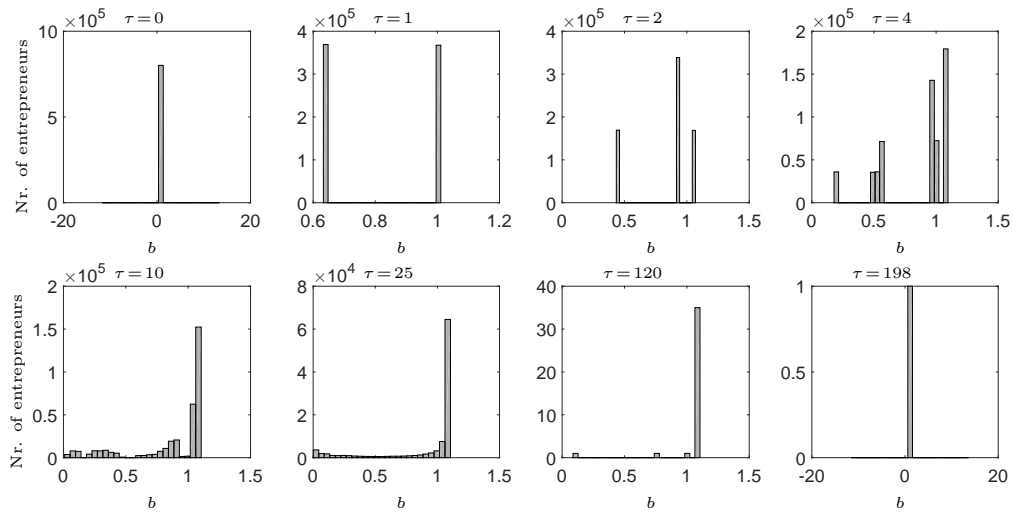 ×10⁵ τ = 0
×10⁵ τ = 1
×10⁵ τ = 2
×10⁵ τ = 4
Nr. of entrepreneurs
10
5
0
-20 0 20
b
4
3
2
1
0
0.6 0.8 1 1.2
b
4
3
2
1
0
0 0.5 1 1.5
b
2
1.5
1
0.5
0
0 0.5 1 1.5
b
×10⁵ τ = 10
×10⁴ τ = 25
τ = 120
τ = 198
Nr. of entrepreneurs
2
1.5
1
0.5
0
0 0.5 1 1.5
b
8
6
4
2
0
0 0.5 1 1.5
b
40
30
20
10
0
0 0.5 1 1.5
b
1
0.5
0
-20 0 20
b